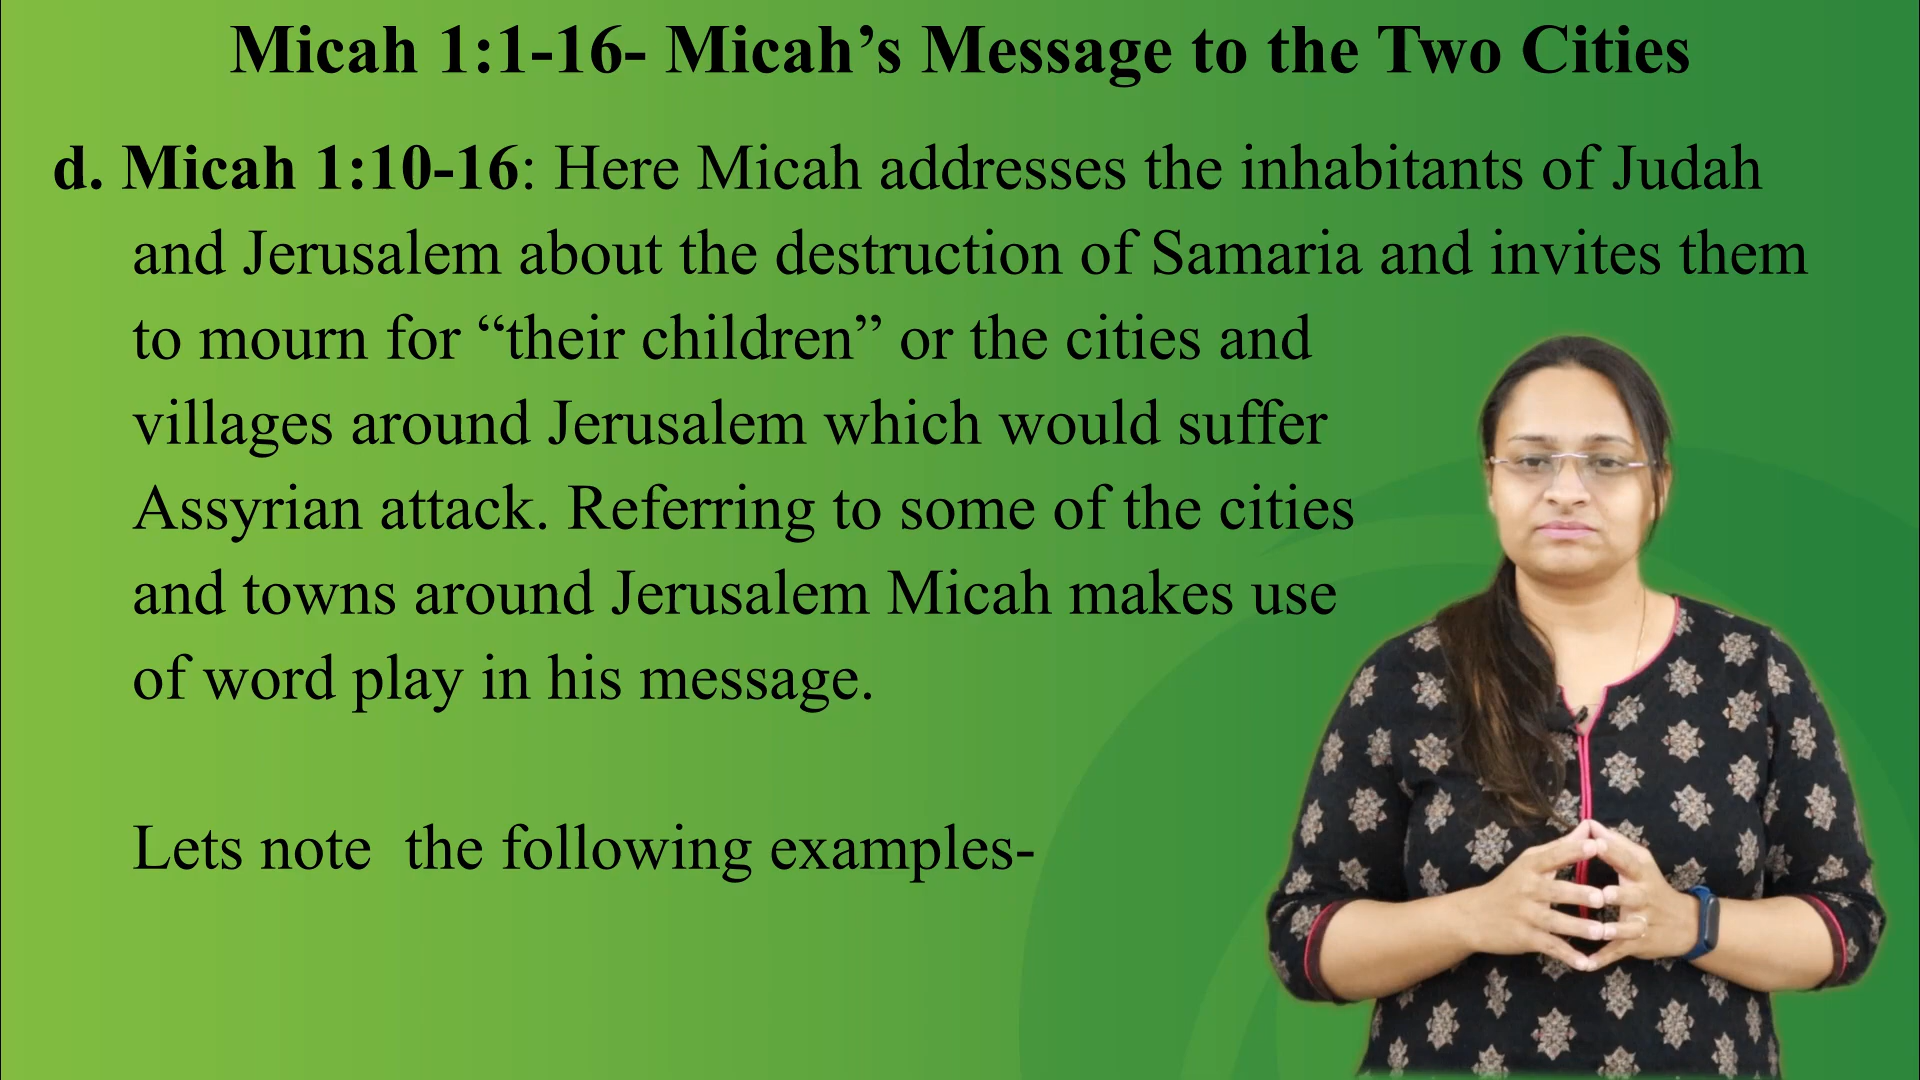 Micah 1:1-16- Micah’s Message to the Two Cities
d. Micah 1:10-16: Here Micah addresses the inhabitants of Judah
and Jerusalem about the destruction of Samaria and invites them
to mourn for “their children” or the cities and
villages around Jerusalem which would suffer
Assyrian attack. Referring to some of the cities
and towns around Jerusalem Micah makes use
of word play in his message.
Lets note  the following examples-